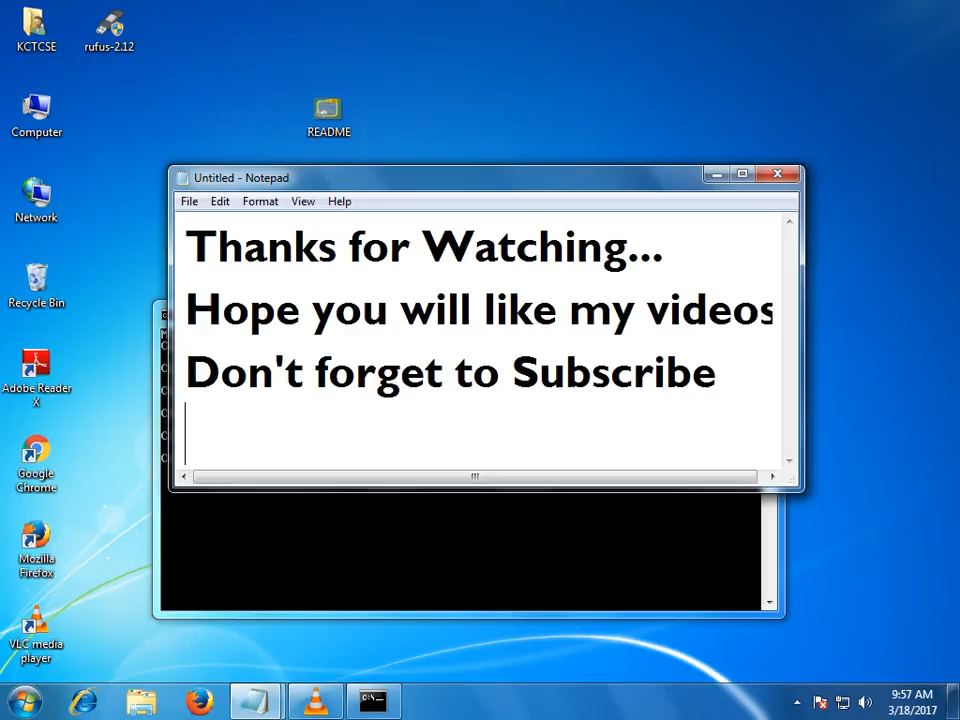 KCTCSE
rufus-2.12
Computer
README
Network
Recycle Bin
Adobe Reader
X
Google
Chrome
Mozilla
Firefox
VLC media
player
Untitled - Notepad
File Edit Format View Help
Thanks for Watching...
Hope you will like my videos
Don't forget to Subscribe
9:57 AM
3/18/2017